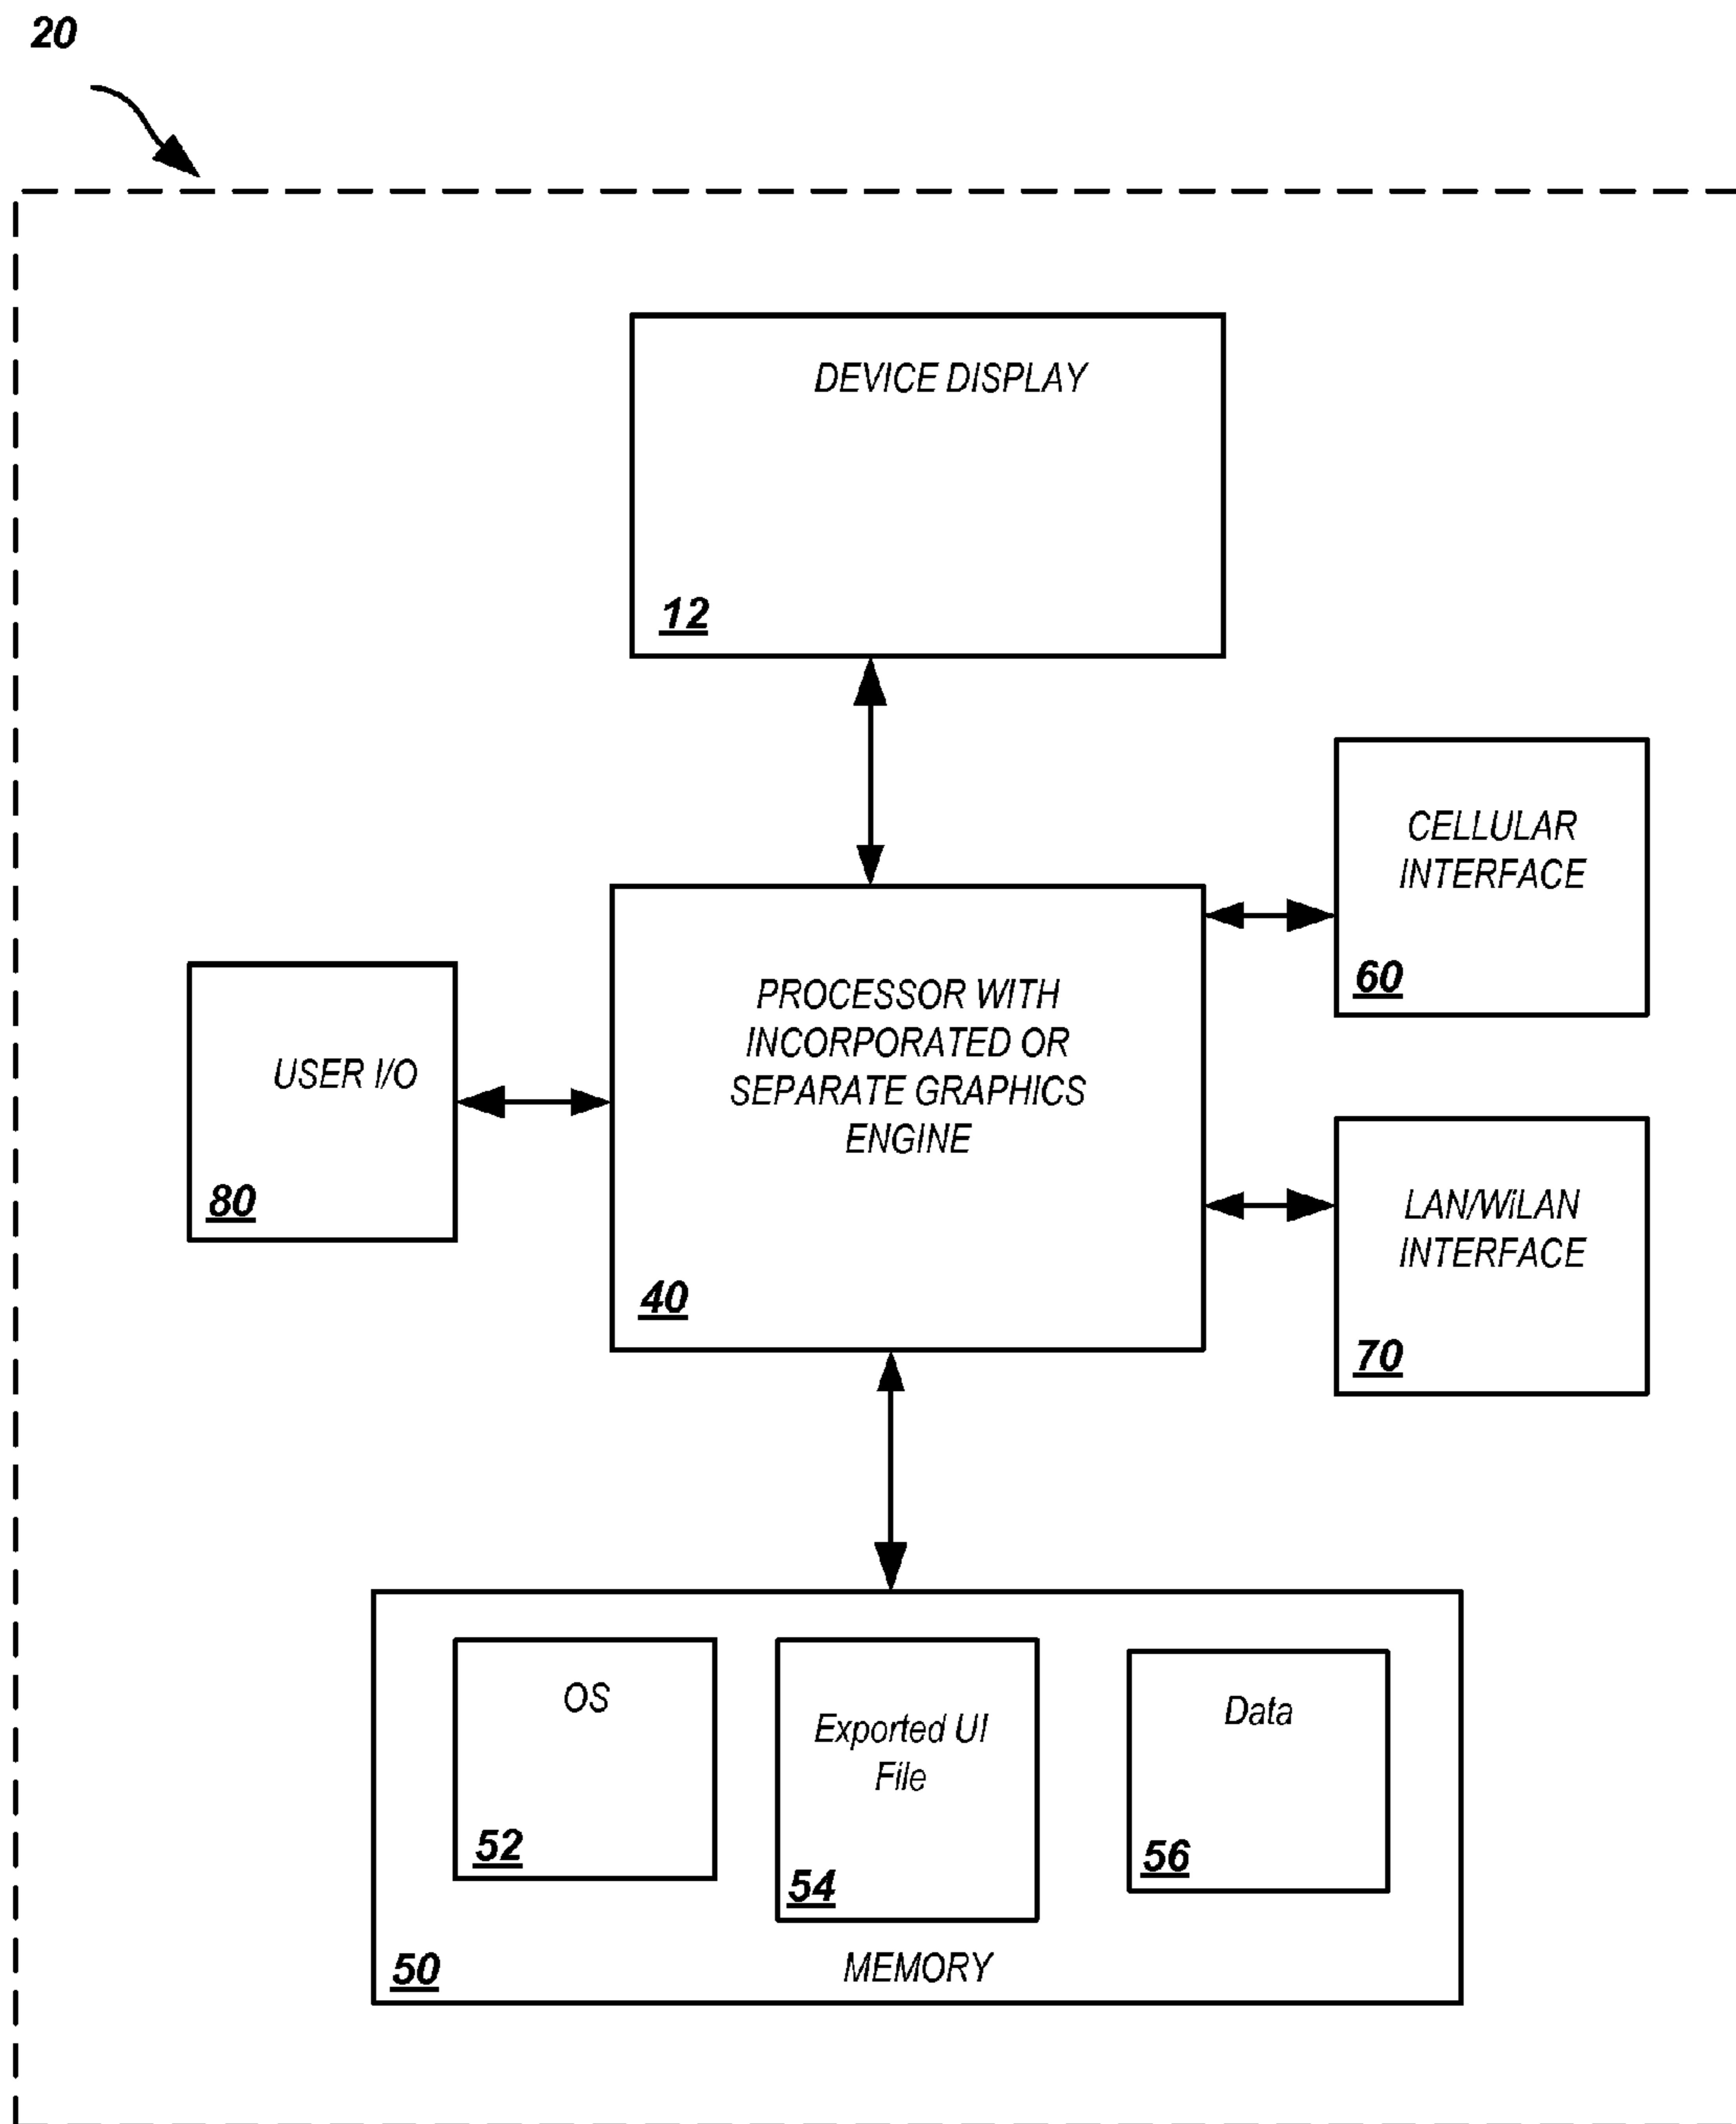 20
DEVICE DISPLAY
12
CELLULAR
INTERFACE
60
PROCESSOR WITH
INCORPORATED OR
SEPARATE GRAPHICS
ENGINE
40
USER I/O
80
LAN/WiLAN
INTERFACE
70
OS
52
Exported UI
File
54
Data
56
MEMORY
50